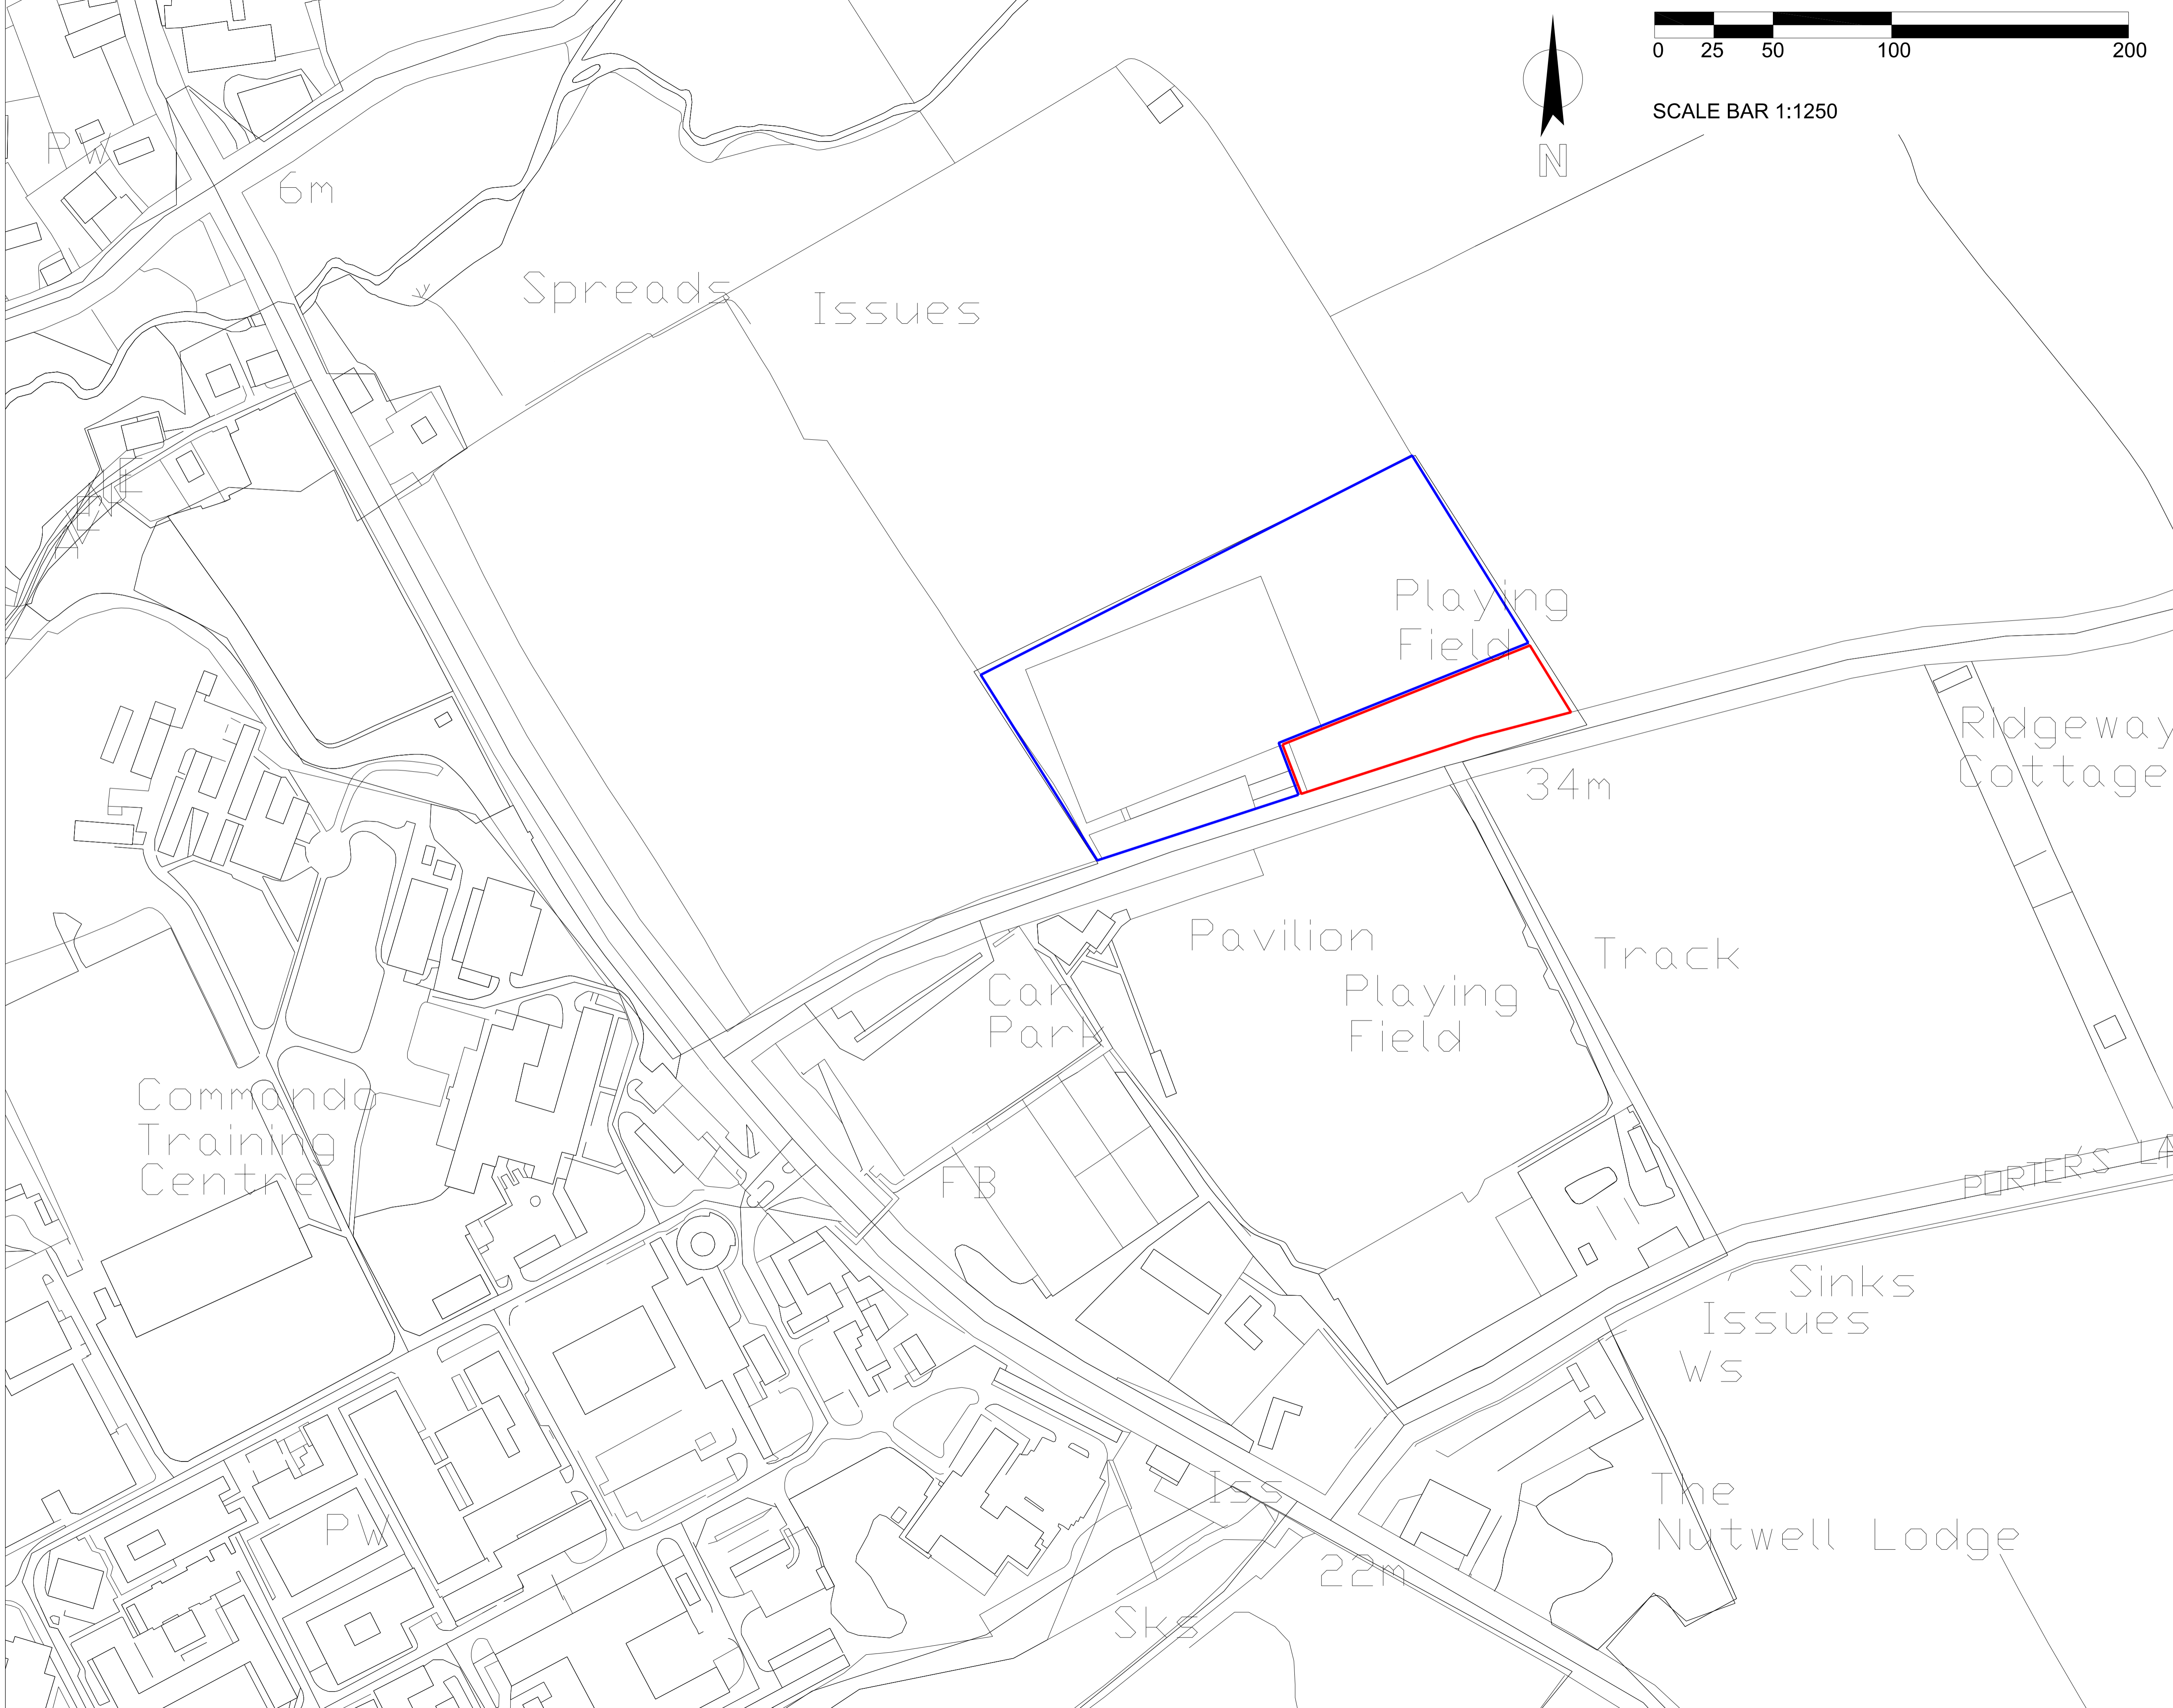 0 25 50 100 200
SCALE BAR 1:1250
N
PW
6m
Spreads
Issues
Playing
Field
Ridgeway
Cottage
34m
Pavilion
Track
Car
Park
Playing
Field
Commando
Training
Centre
FB
PORTER'S LA
Sinks
Issues
Ws
The
Nutwell Lodge
Iss
PW
22m
Sks